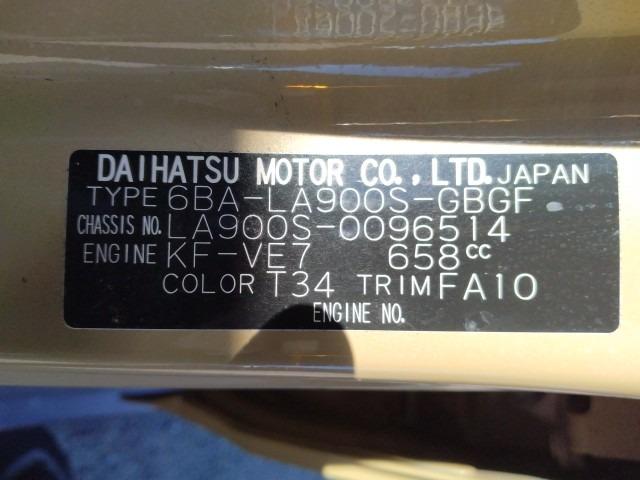 DAIHATSU MOTOR CO., LTD. JAPAN
TYPE 6BA-LA900S-GBGF
CHASSIS NO. LA900S-0096514
ENGINE KF-VE7 658cc
COLOR T34 TRIM FA10
ENGINE NO.